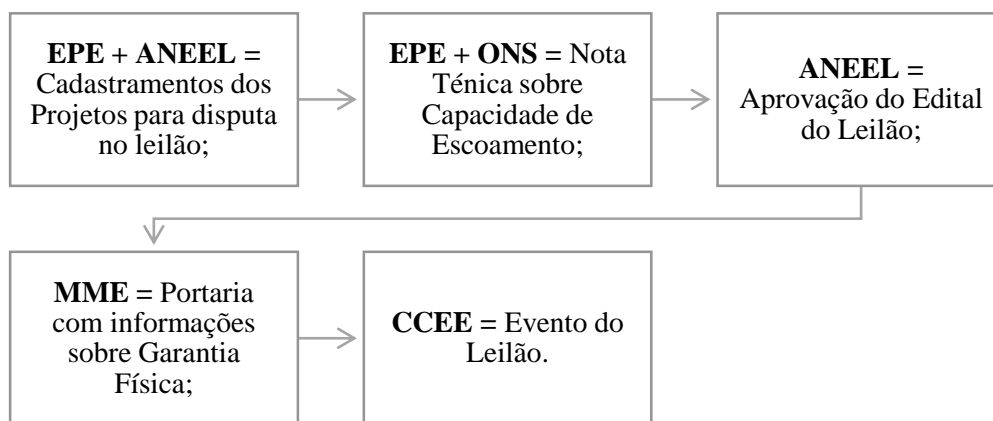 EPE + ANEEL =
Cadastramentos dos
Projetos para disputa
no leilão;
EPE + ONS = Nota
Ténica sobre
Capacidade de
Escoamento;
ANEEL =
Aprovação do Edital
do Leilão;
MME = Portaria
com informações
sobre Garantia
Física;
CCEE = Evento do
Leilão.